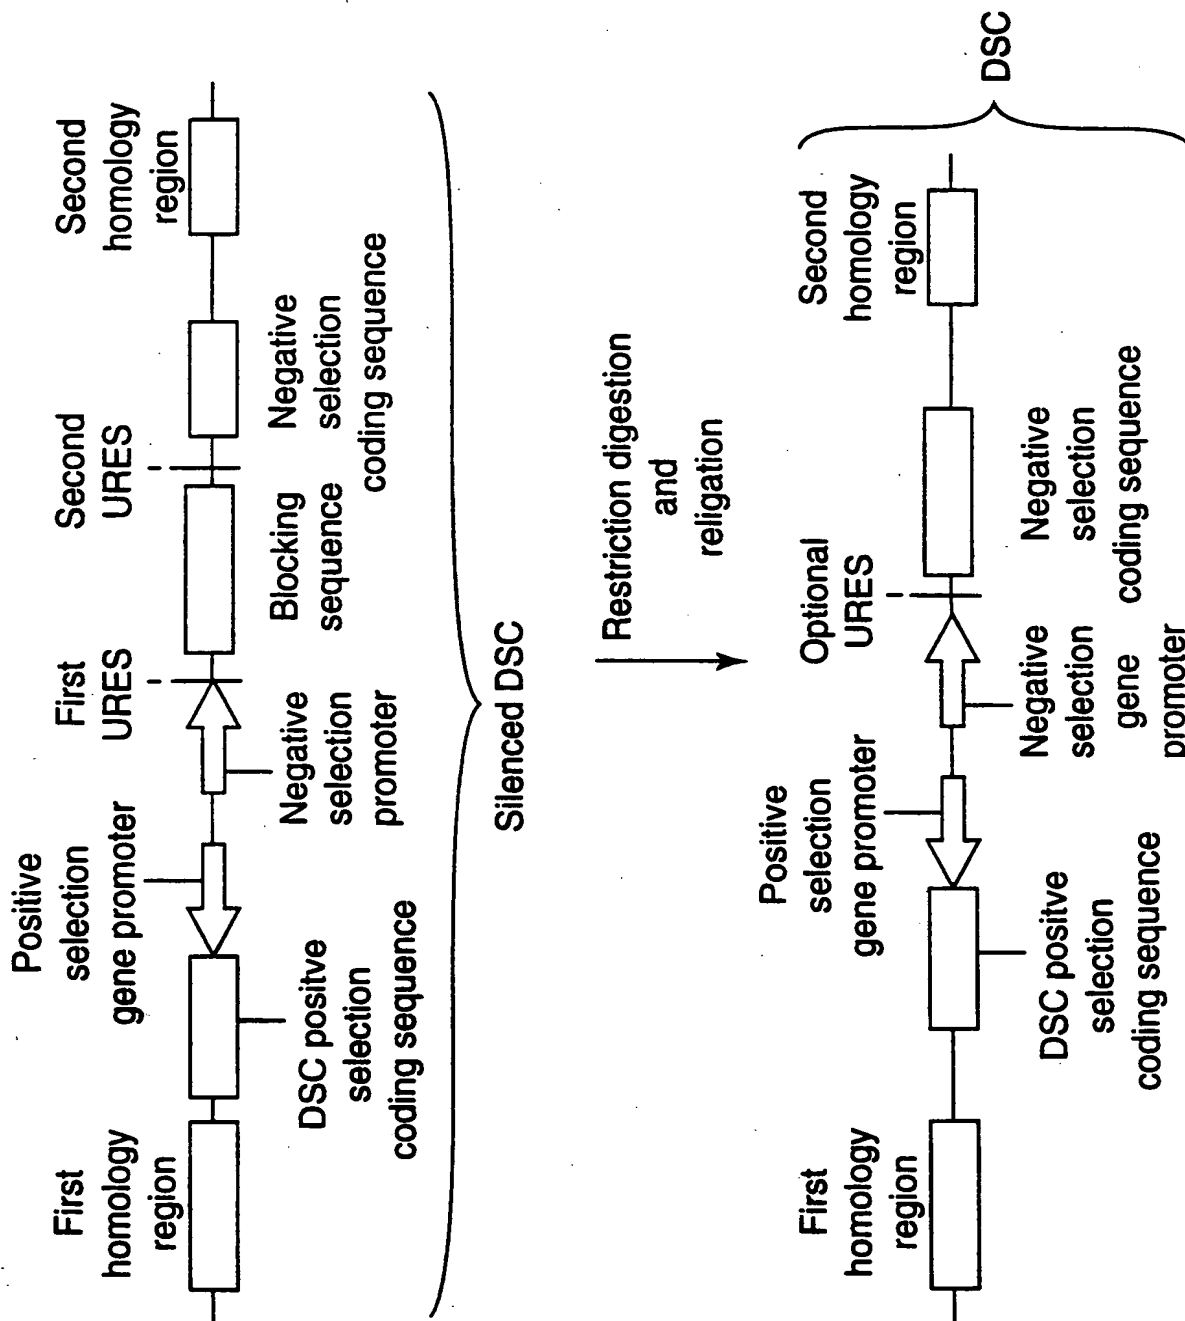 First
homology
region
Positive
selection
gene promoter
First
URES
Second
URES
Second
homology
region
DSC positve
selection
coding sequence
Negative
selection
promoter
Blocking
sequence
Negative
selection
coding sequence
Silenced DSC
Restriction digestion
and
religation
First
homology
region
Positive
selection
gene promoter
Optional
URES
Second
homology
region
DSC positve
selection
coding sequence
Negative
selection
gene
promoter
Negative
selection
coding sequence
DSC